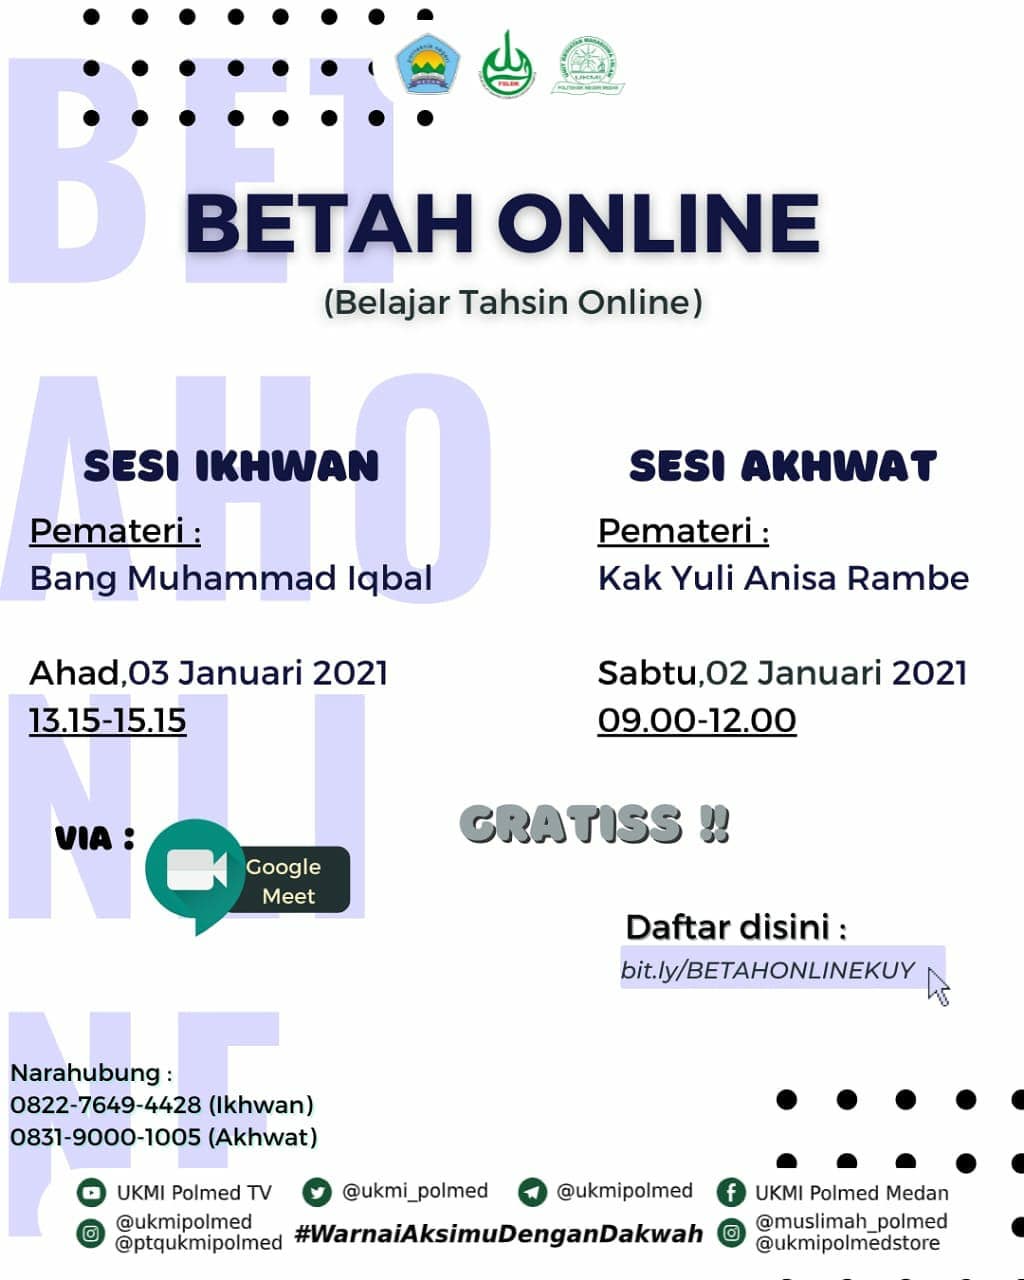 BETAH ONLINE
(Belajar Tahsin Online)
SESI IKHWAN
Pemateri :
Bang Muhammad Iqbal
Ahad,03 Januari 2021
13.15-15.15
SESI AKHWAT
Pemateri :
Kak Yuli Anisa Rambe
Sabtu,02 Januari 2021
09.00-12.00
VIA :
Google
Meet
GRATISS !!
Daftar disini :
bit.ly/BETAHONLINEKUY
Narahubung :
0822-7649-4428 (Ikhwan)
0831-9000-1005 (Akhwat)
UKMI Polmed TV
@ukmi_polmed
@ukmipolmed
UKMI Polmed Medan
@ukmipolmed
@ptqukmipolmed
#WarnaiAksimuDenganDakwah
@muslimah_polmed
@ukmipolmedstore